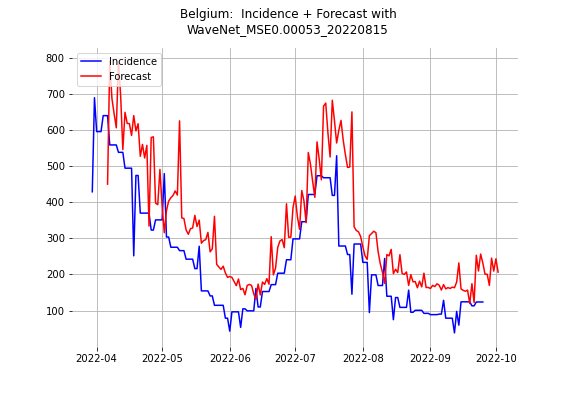 Belgium:  Incidence + Forecast with
WaveNet_MSE0.00053_20220815
Incidence
Forecast
800
700
600
500
400
300
200
100
2022-04 2022-05 2022-06 2022-07 2022-08 2022-09 2022-10